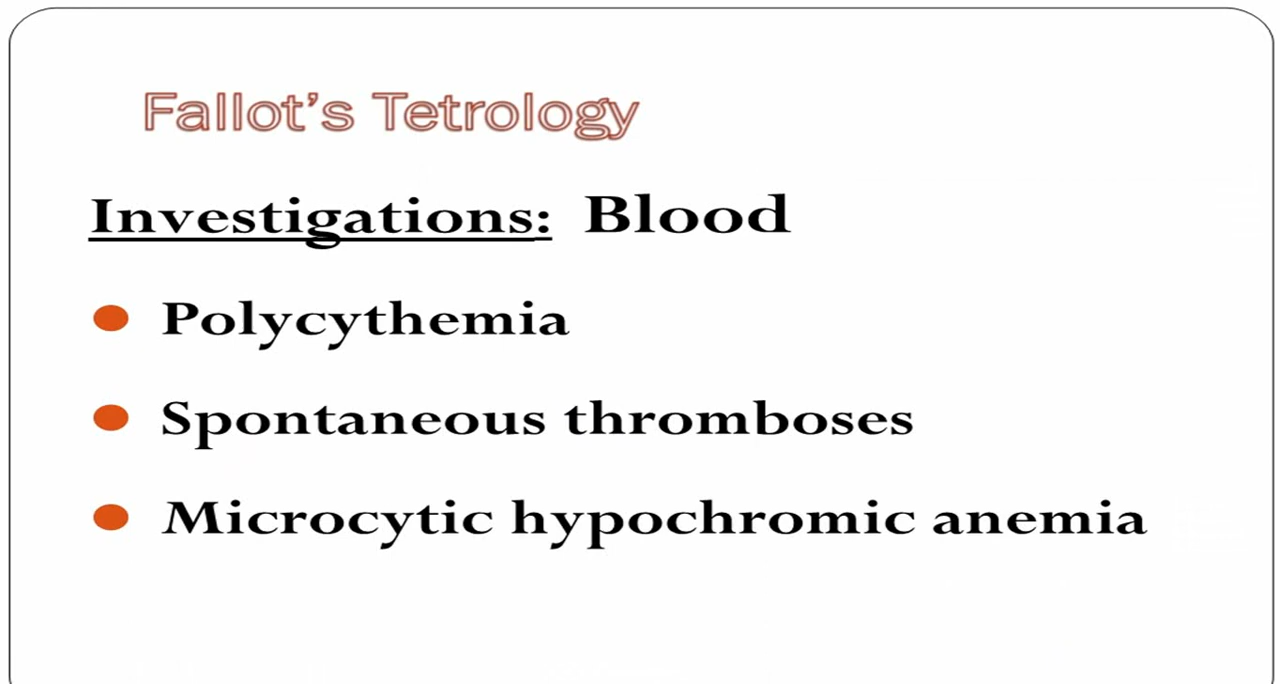 Fallot's Tetrology
Investigations: Blood
Polycythemia
Spontaneous thromboses
Microcytic hypochromic anemia